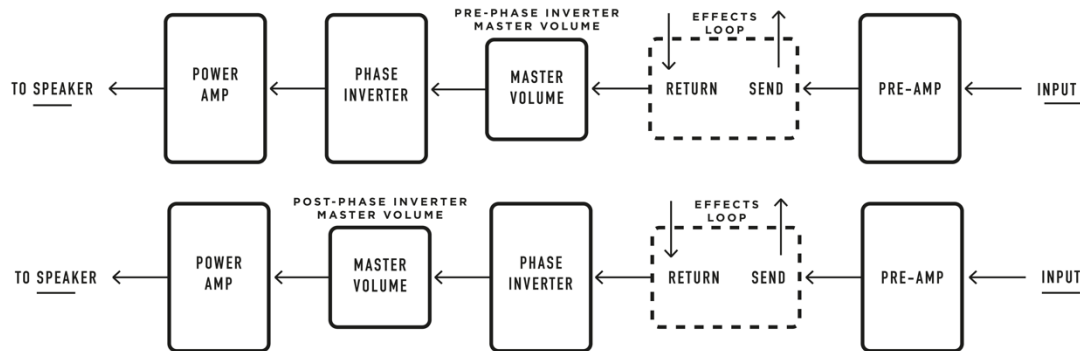 PRE-PHASE INVERTER
MASTER VOLUME
EFFECTS
LOOP
TO SPEAKER
POWER
AMP
PHASE
INVERTER
MASTER
VOLUME
RETURN
SEND
PRE-AMP
INPUT
POST-PHASE INVERTER
MASTER VOLUME
EFFECTS
LOOP
TO SPEAKER
POWER
AMP
MASTER
VOLUME
PHASE
INVERTER
RETURN
SEND
PRE-AMP
INPUT